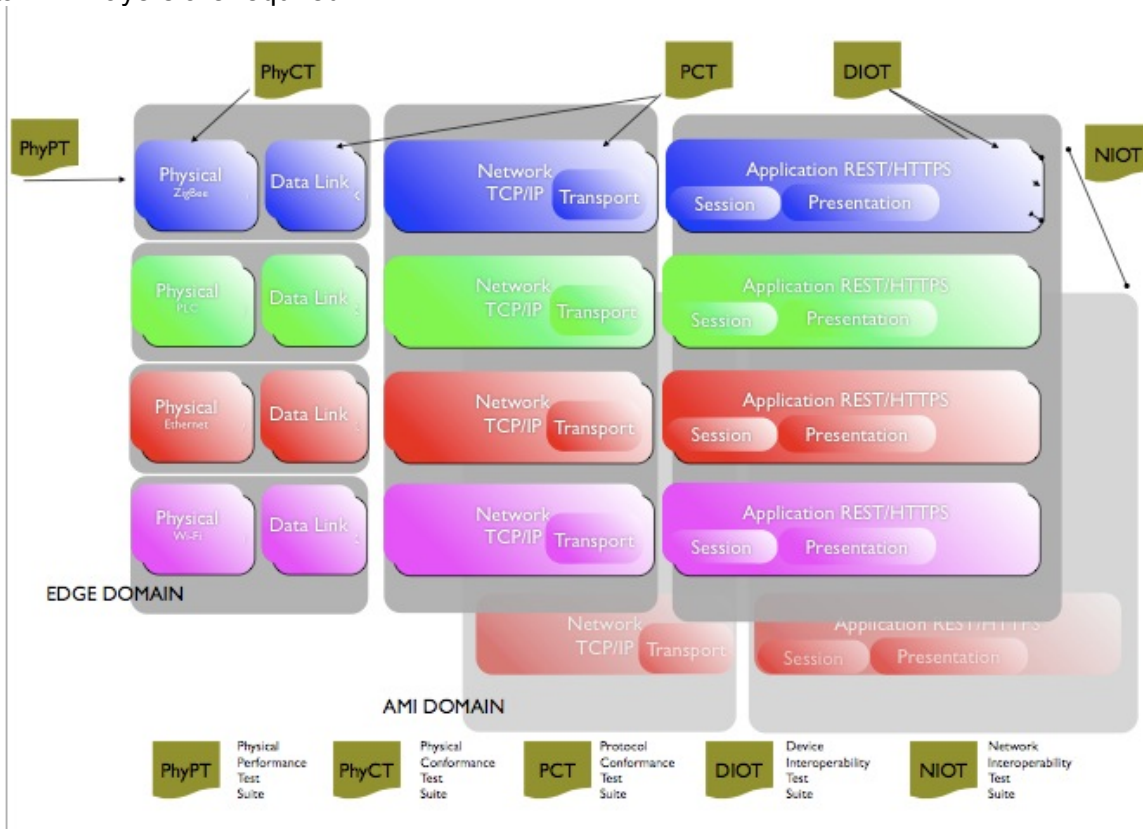 PhyCT
PCT
DIOT
PhyPT
NIOT
Physical
ZigBee
Data Link
Network
TCP/IP
Transport
Application REST/HTTPS
Session
Presentation
Physical
PLC
Data Link
Network
TCP/IP
Transport
Application REST/HTTPS
Session
Presentation
Physical
Ethernet
Data Link
Network
TCP/IP
Transport
Application REST/HTTPS
Session
Presentation
Physical
Wi-Fi
Data Link
Network
TCP/IP
Transport
Application REST/HTTPS
Session
Presentation
EDGE DOMAIN
Network
TCP/IP
Transport
Application REST/HTTPS
Session
Presentation
AMI DOMAIN
PhyPT
Physical
Performance
Test
Suite
PhyCT
Physical
Conformance
Test
Suite
PCT
Protocol
Conformance
Test
Suite
DIOT
Device
Interoperability
Test
Suite
NIOT
Network
Interoperability
Test
Suite